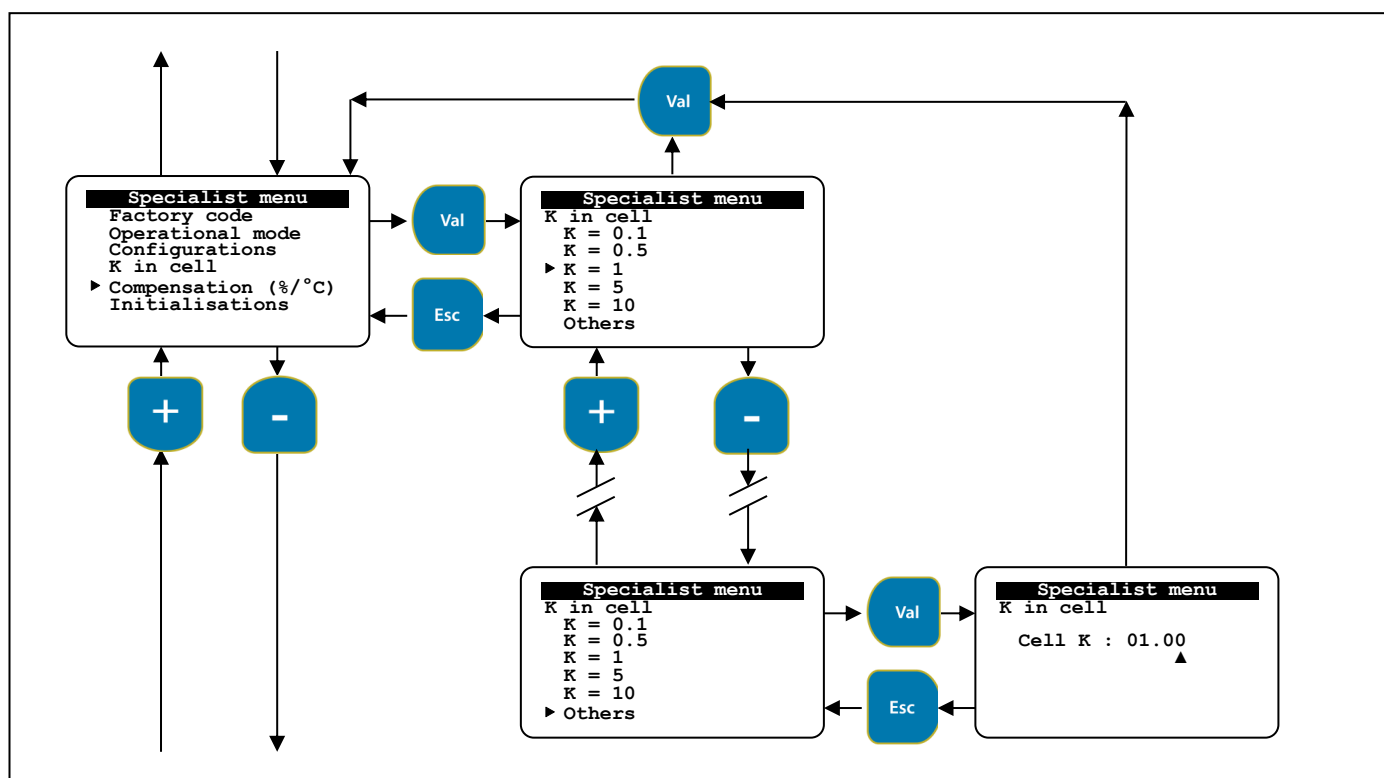 Val
Specialist menu
Factory code
Operational mode
Configurations
K in cell
Compensation (%/°C)
Initialisations
Val
Esc
Specialist menu
K in cell
K = 0.1
K = 0.5
K = 1
K = 5
K = 10
Others
+
-
+
-
Specialist menu
K in cell
K = 0.1
K = 0.5
K = 1
K = 5
K = 10
Others
Val
Esc
Specialist menu
K in cell
Cell K : 01.00